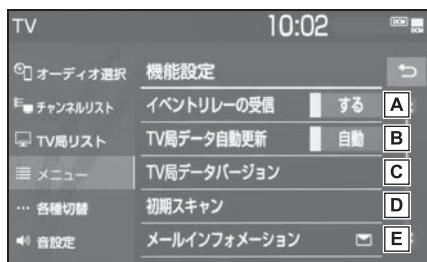 TV
10:02
DCM
DCM
オーディオ選択
チャンネルリスト
TV局リスト
メニュー
各種切替
音設定
機能設定
イベントリレーの受信 する A
TV局データ自動更新 自動 B
TV局データバージョン C
初期スキャン D
メールインフォメーション E